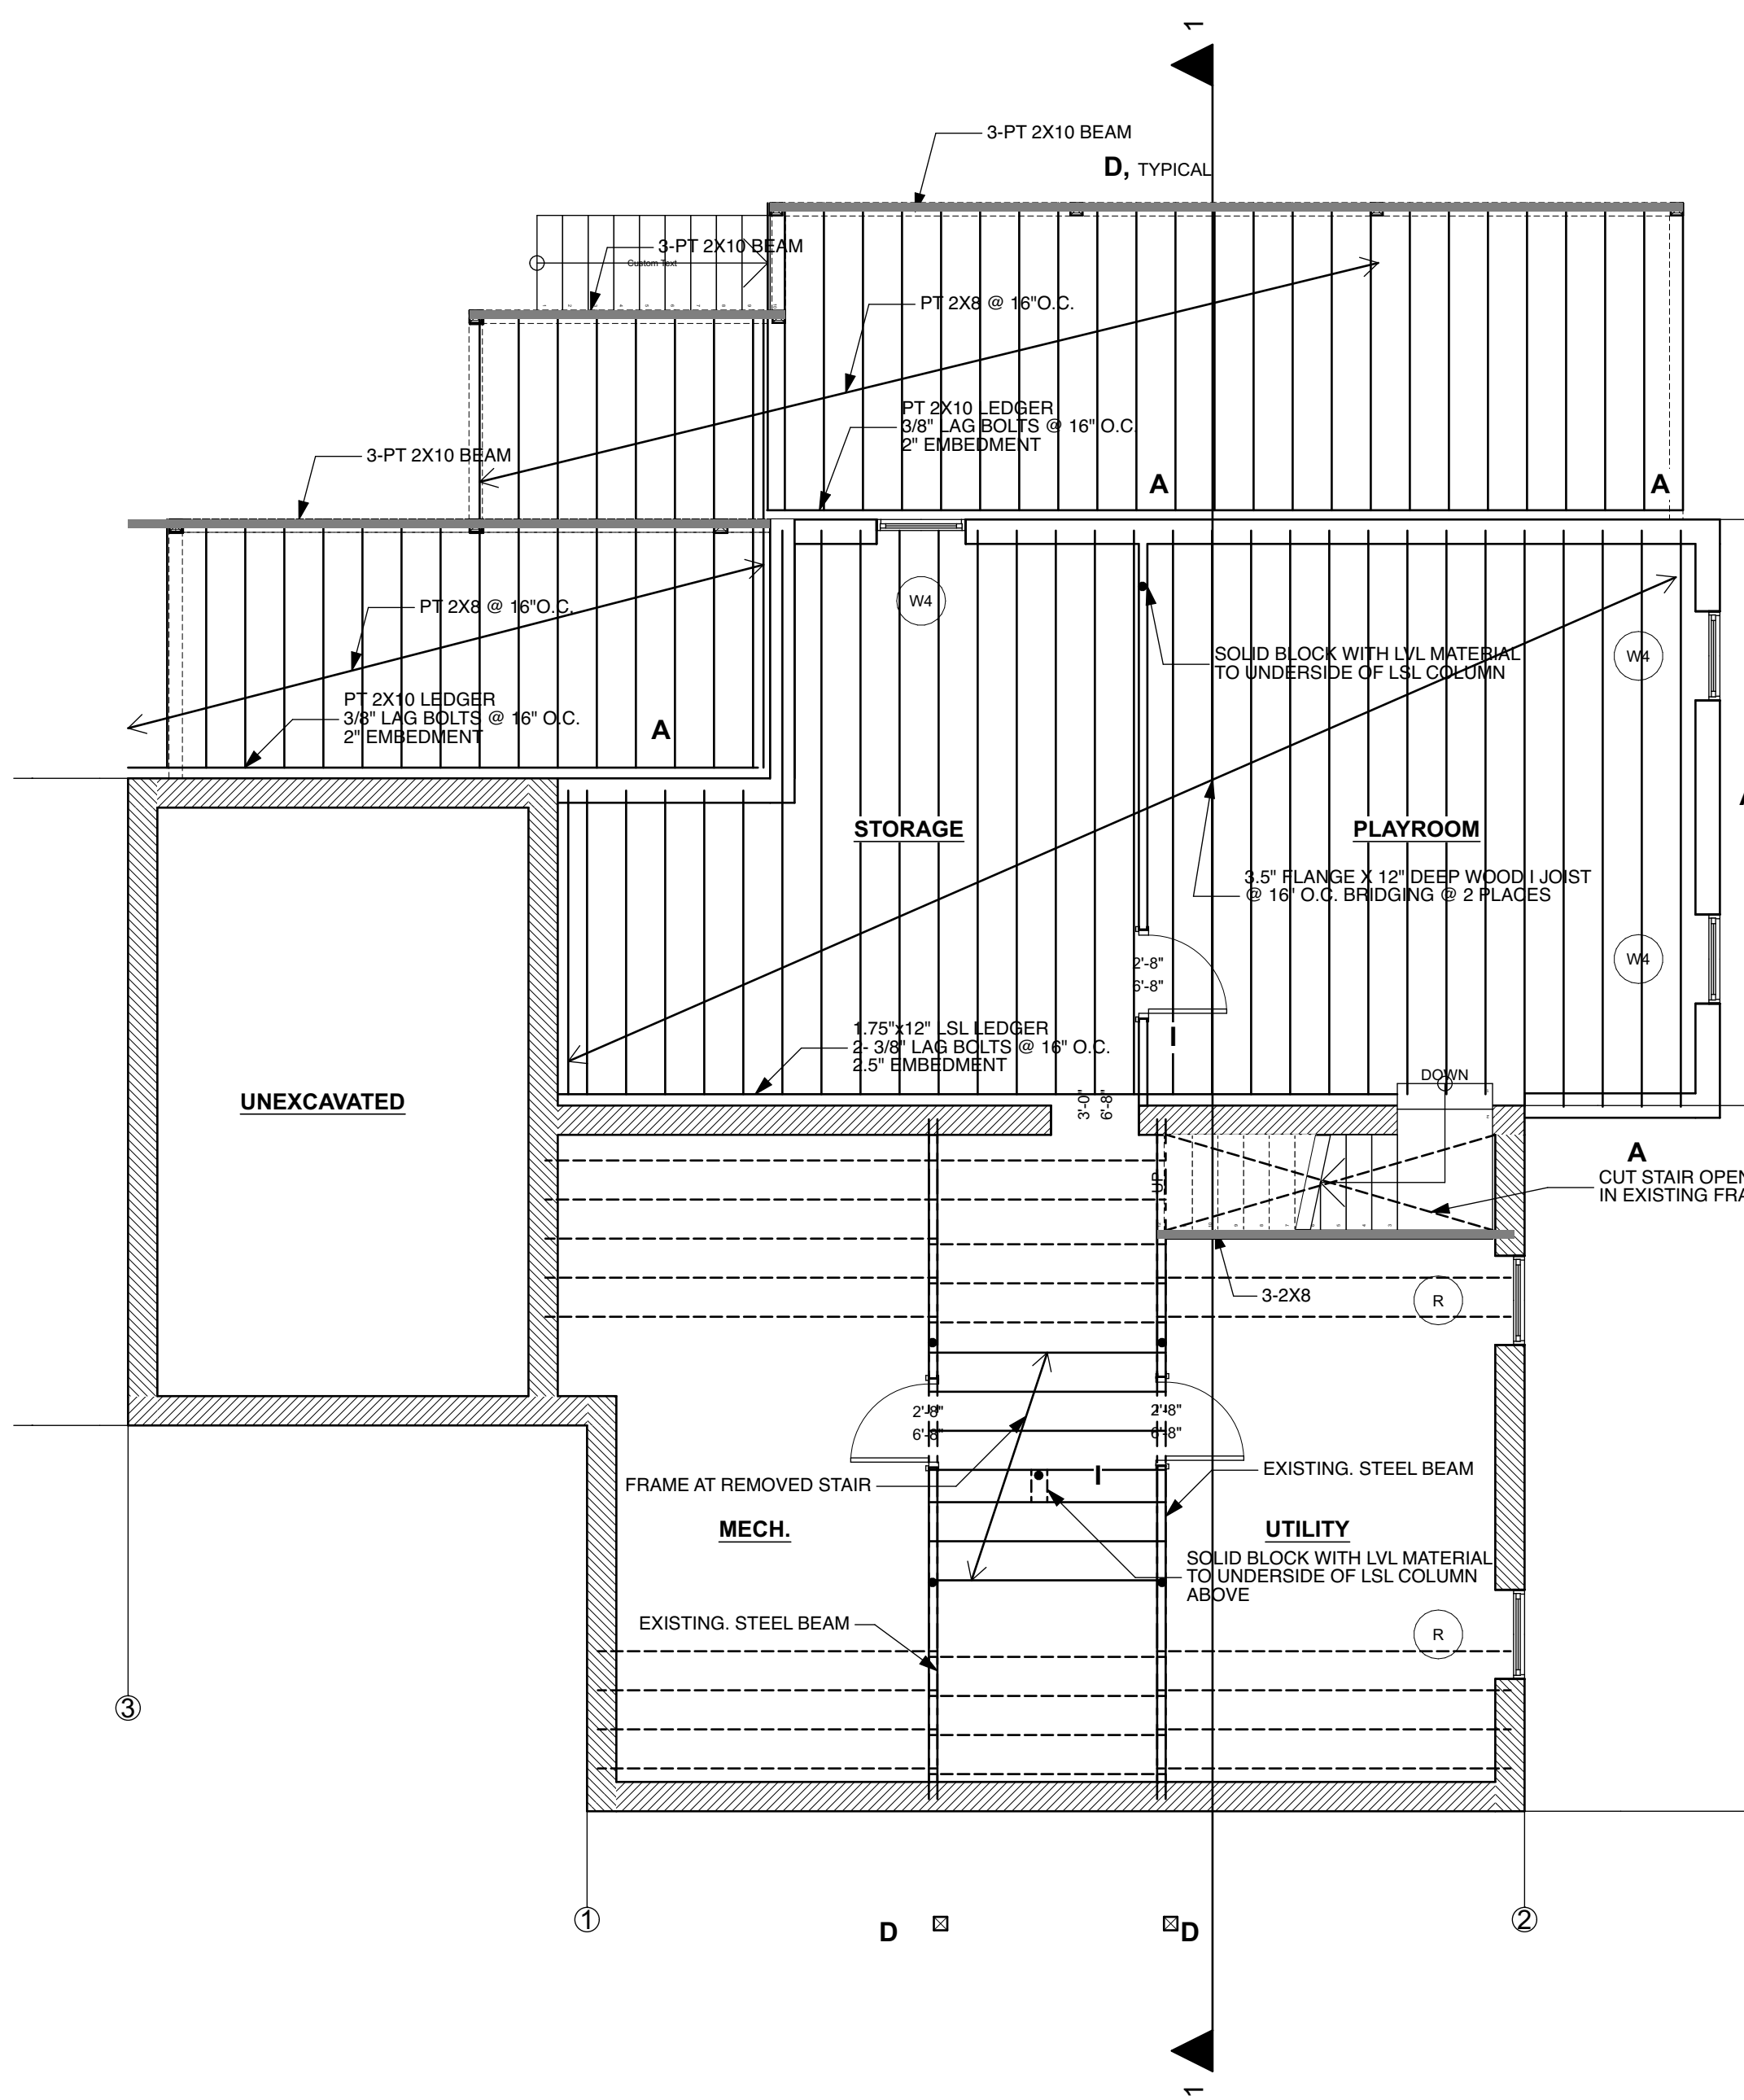 1
3-PT 2X10 BEAM
D, TYPICAL
3-PT 2X10 BEAM
Custom Text
PT 2X8 @ 16"O.C.
PT 2X10 LEDGER
3/8" LAG BOLTS @ 16" O.C.
2" EMBEDMENT
3-PT 2X10 BEAM
A
A
PT 2X8 @ 16"O.C.
W4
SOLID BLOCK WITH LVL MATERIAL
TO UNDERSIDE OF LSL COLUMN
W4
PT 2X10 LEDGER
3/8" LAG BOLTS @ 16" O.C.
2" EMBEDMENT
A
STORAGE
PLAYROOM
3.5" FLANGE X 12" DEEP WOOD I JOIST
@ 16" O.C. BRIDGING @ 2 PLACES
W4
2'-8"
6'-8"
1.75"x12" LSL LEDGER
2- 3/8" LAG BOLTS @ 16" O.C.
2.5" EMBEDMENT
I
UNEXCAVATED
3'-0"
6'-8"
DOWN
A
CUT STAIR OPEN
IN EXISTING FRA
UP
3-2X8
R
2'-8"
6'-8"
2'-8"
6'-8"
FRAME AT REMOVED STAIR
I
EXISTING. STEEL BEAM
MECH.
UTILITY
SOLID BLOCK WITH LVL MATERIAL
TO UNDERSIDE OF LSL COLUMN
ABOVE
EXISTING. STEEL BEAM
R
3
1
2
D
D
1